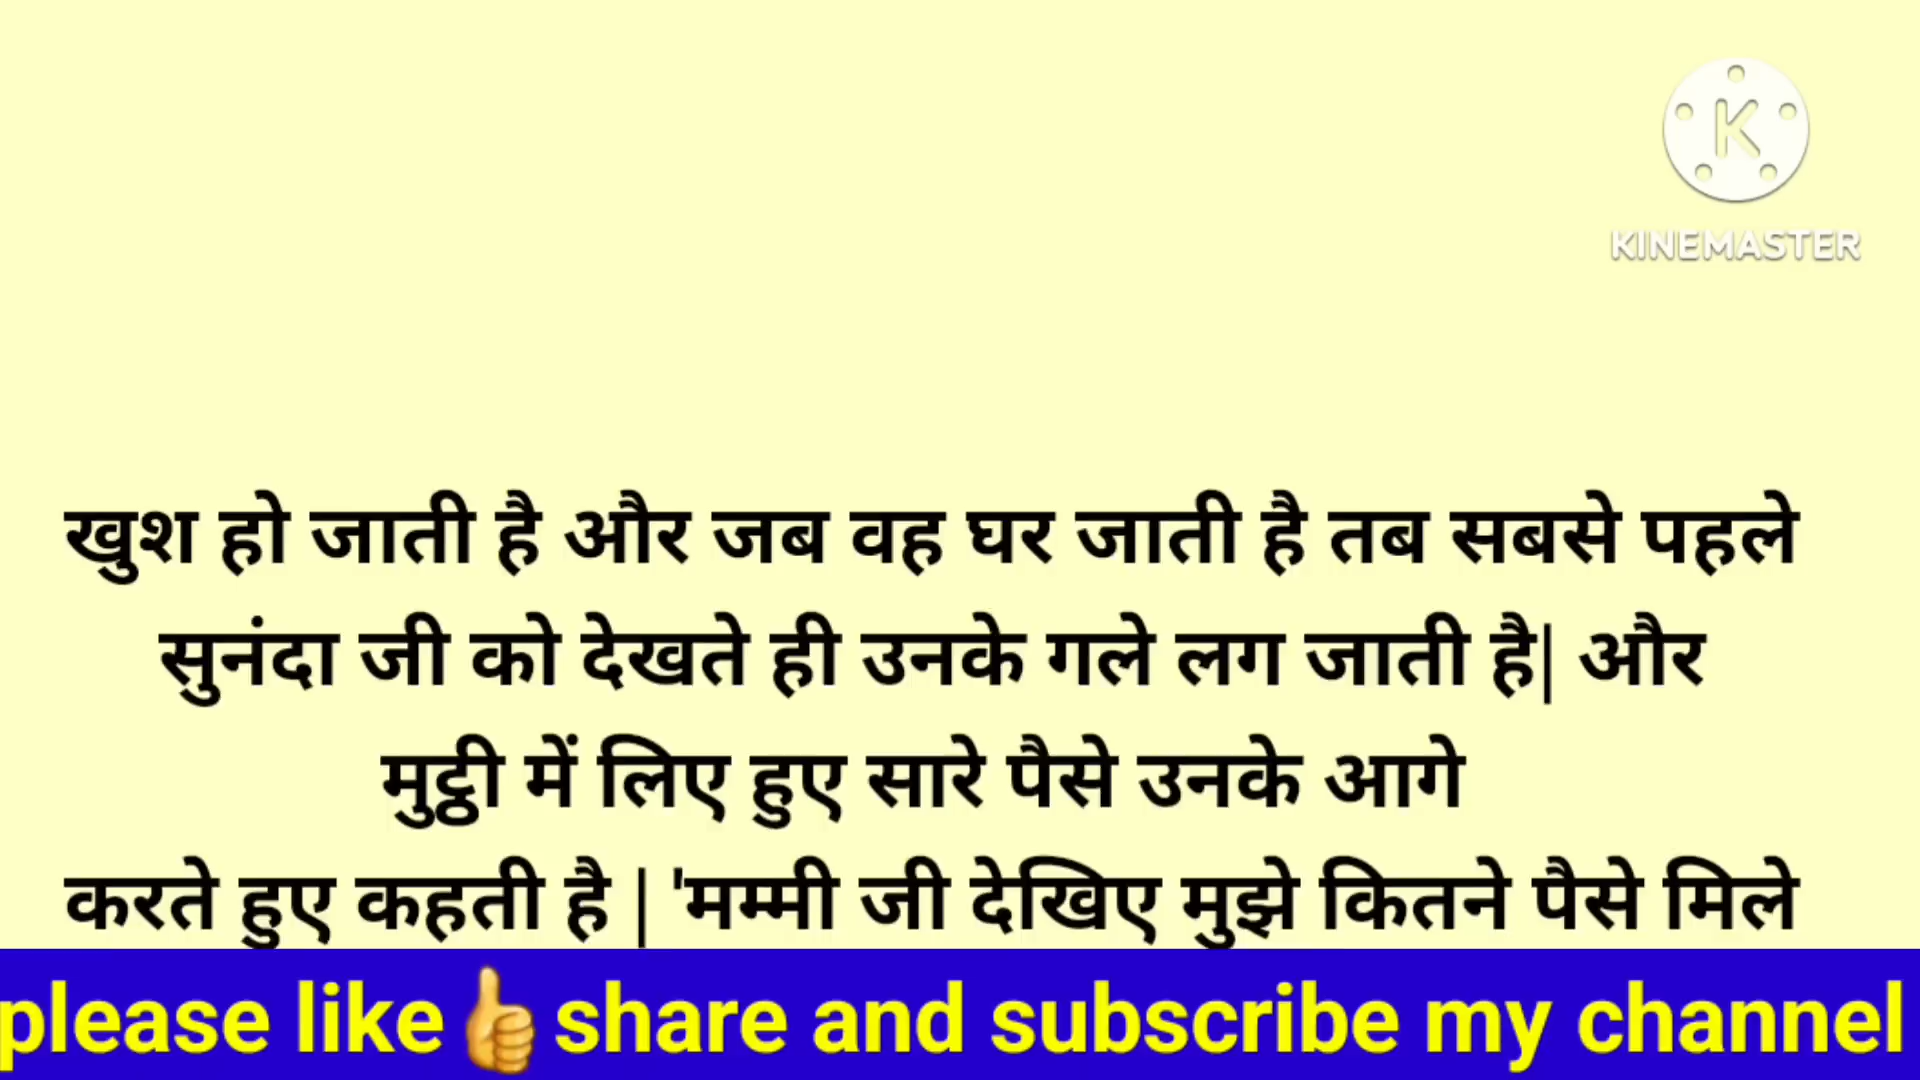 K
KINEMASTER
खुश हो जाती है और जब वह घर जाती है तब सबसे पहले
सुनंदा जी को देखते ही उनके गले लग जाती है| और
मुट्ठी में लिए हुए सारे पैसे उनके आगे
करते हुए कहती है | 'मम्मी जी देखिए मुझे कितने पैसे मिले
please like👍share and subscribe my channel